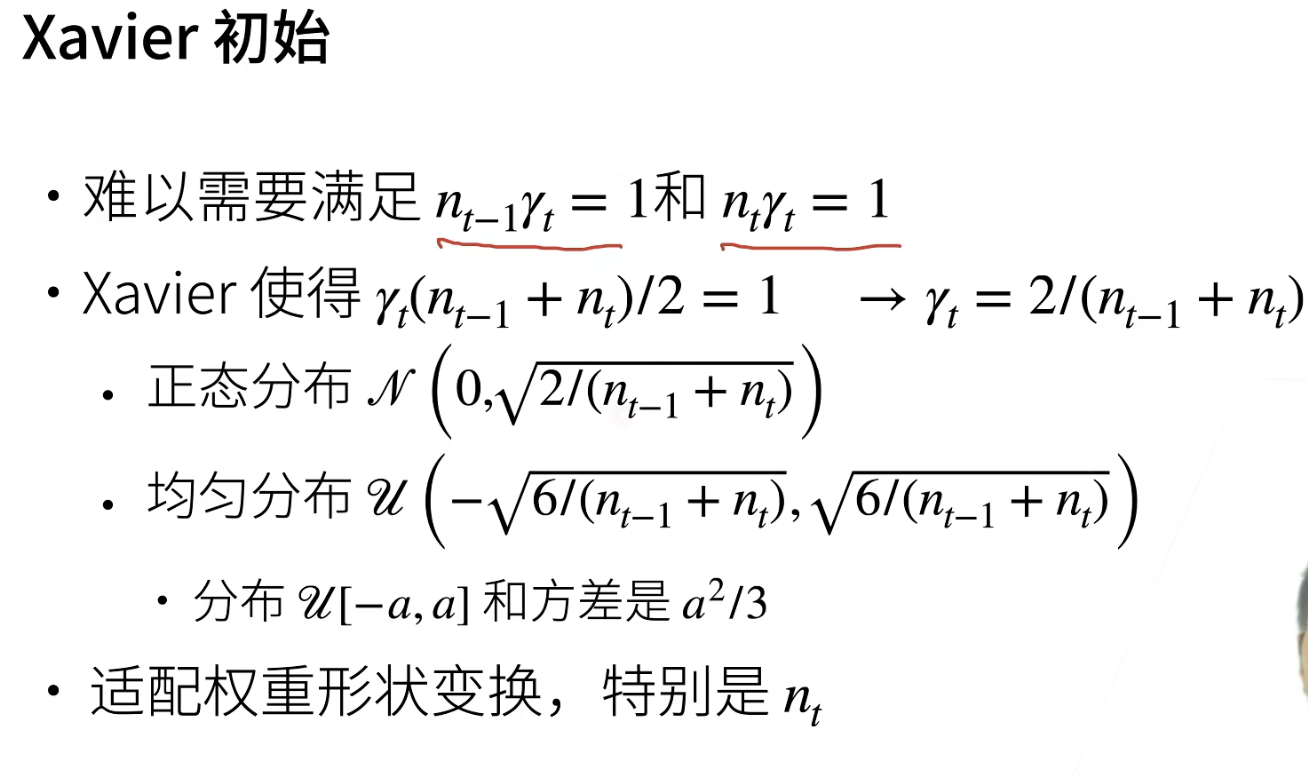 Xavier 初始
• 难以需要满足 $n_{t-1}\gamma_t = 1$和 $n_t\gamma_t = 1$
• Xavier 使得 $\gamma_t(n_{t-1} + n_t)/2 = 1$ $\rightarrow \gamma_t = 2/(n_{t-1} + n_t)$
• 正态分布 $\mathcal{N}\left(0, \sqrt{2/(n_{t-1} + n_t)}\right)$
• 均匀分布 $\mathcal{U}\left(-\sqrt{6/(n_{t-1} + n_t)}, \sqrt{6/(n_{t-1} + n_t)}\right)$
• 分布 $\mathcal{U}[-a, a]$ 和方差是 $a^2/3$
• 适配权重形状变换，特别是 $n_t$